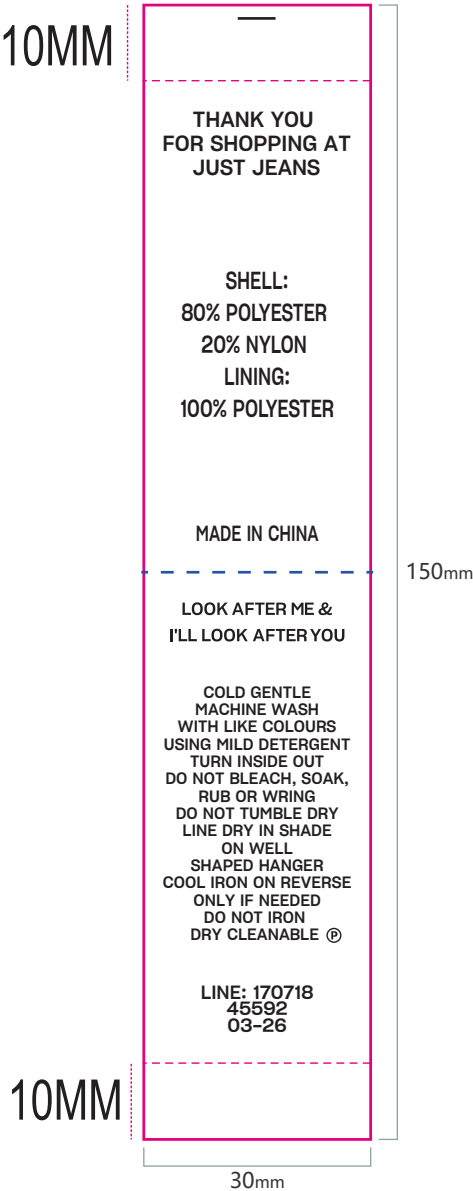 10MM
THANK YOU
FOR SHOPPING AT
JUST JEANS
SHELL:
80% POLYESTER
20% NYLON
LINING:
100% POLYESTER
MADE IN CHINA
150mm
LOOK AFTER ME &
I'LL LOOK AFTER YOU
COLD GENTLE
MACHINE WASH
WITH LIKE COLOURS
USING MILD DETERGENT
TURN INSIDE OUT
DO NOT BLEACH, SOAK,
RUB OR WRING
DO NOT TUMBLE DRY
LINE DRY IN SHADE
ON WELL
SHAPED HANGER
COOL IRON ON REVERSE
ONLY IF NEEDED
DO NOT IRON
DRY CLEANABLE Ⓟ
LINE: 170718
45592
03-26
10MM
30mm